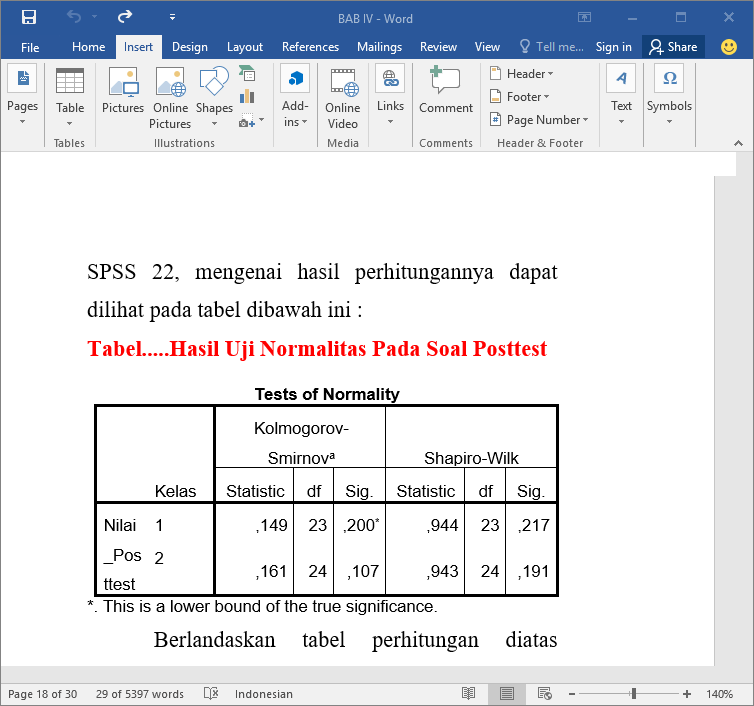 BAB IV - Word
File Home Insert Design Layout References Mailings Review View Tell me... Sign in Share
Pages Table Pictures Online Pictures Shapes Add-ins Online Video Links Comment Header Footer Page Number Text Symbols
Tables Illustrations Media Comments Header & Footer
SPSS 22, mengenai hasil perhitungannya dapat
dilihat pada tabel dibawah ini :
Tabel.....Hasil Uji Normalitas Pada Soal Posttest
Tests of Normality
Kolmogorov-Smirnovª Shapiro-Wilk
Kelas Statistic df Sig. Statistic df Sig.
Nilai_Posttest 1 ,149 23 ,200* ,944 23 ,217
2 ,161 24 ,107 ,943 24 ,191
*. This is a lower bound of the true significance.
Berlandaskan tabel perhitungan diatas
Page 18 of 30 29 of 5397 words Indonesian 140%